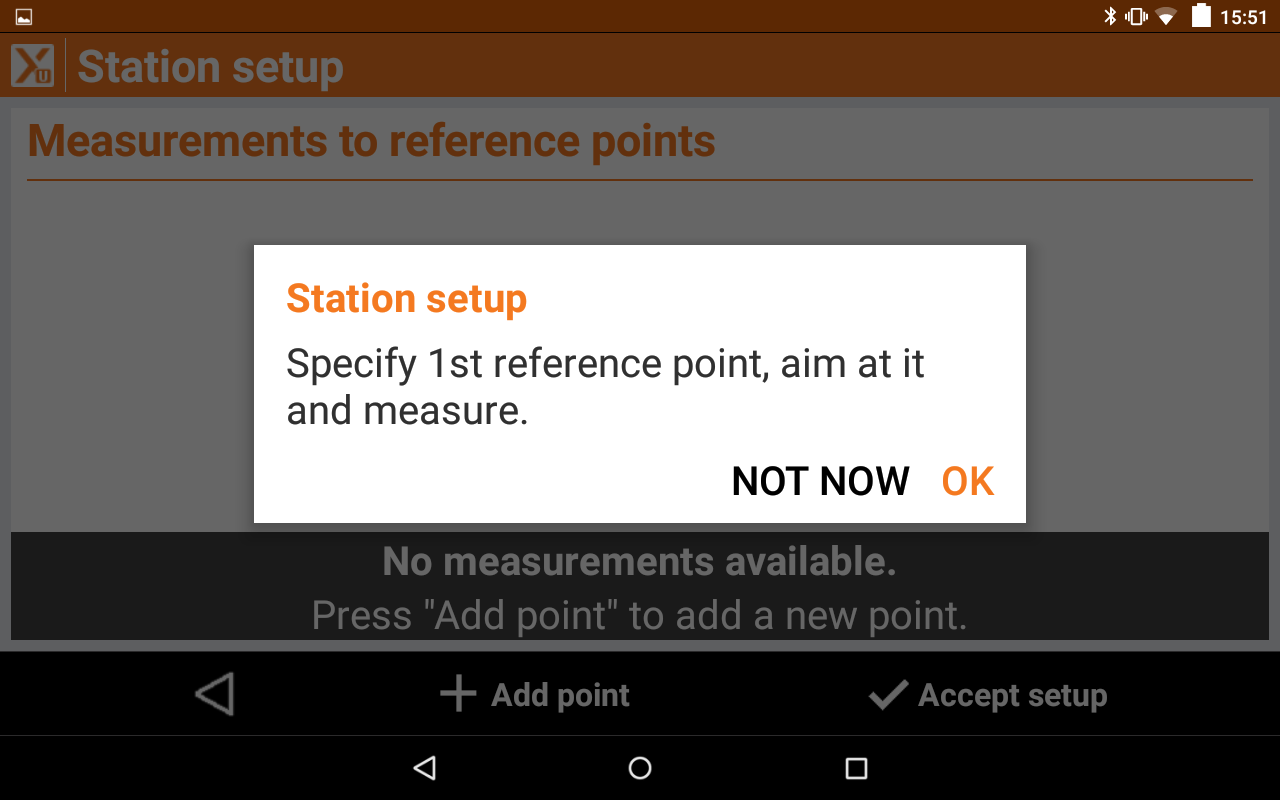 15:51
U
Station setup
Measurements to reference points
Station setup
Specify 1st reference point, aim at it
and measure.
NOT NOW OK
No measurements available.
Press "Add point" to add a new point.
Add point Accept setup